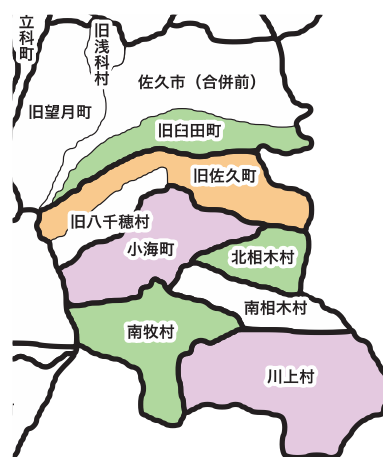 立科町
旧浅科村
佐久市（合併前）
旧望月町
旧臼田町
旧佐久町
旧八千穂村
小海町
北相木村
南相木村
南牧村
川上村